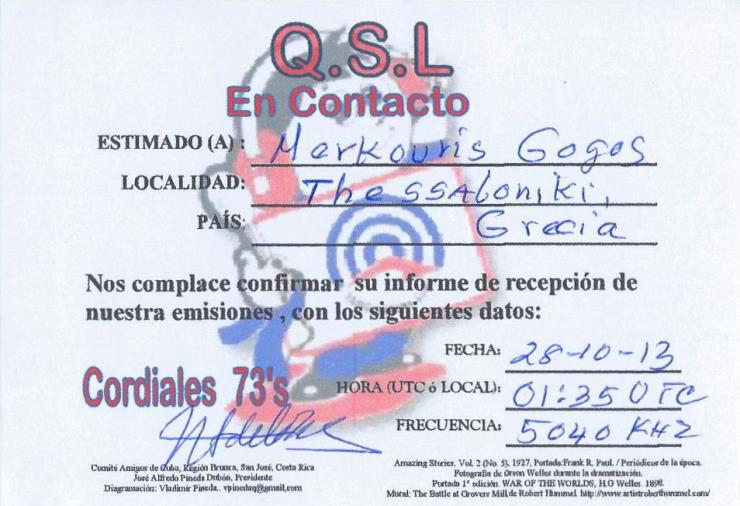 Q.S.L
En Contacto
ESTIMADO (A) : Merkouris Gogos
LOCALIDAD: Thessaloniki,
PAÍS: Grecia
Nos complace confirmar su informe de recepción de
nuestra emisiones , con los siguientes datos:
FECHA: 28-10-13
Cordiales 73's
HORA (UTC ó LOCAL): 01:35 UTC
FRECUENCIA: 5040 KHZ
Comité Amigos de Cuba, Región Brunca, San José, Costa Rica
José Alfredo Pineda Dubón, Presidente
Diagramación: Vladimir Pineda.. vpinedaq@gmail.com
Amazing Stories. Vol. 2 (No. 5), 1927, Portada:Frank R. Paul. / Periódicos de la época.
Fotografía de Orson Welles durante la dramatización.
Portada 1° edición. WAR OF THE WORLDS, H.G Welles. 1898.
Mural: The Battle at Grovers Mill,de Robert Hummel. http://www.artistroberthummel.com/